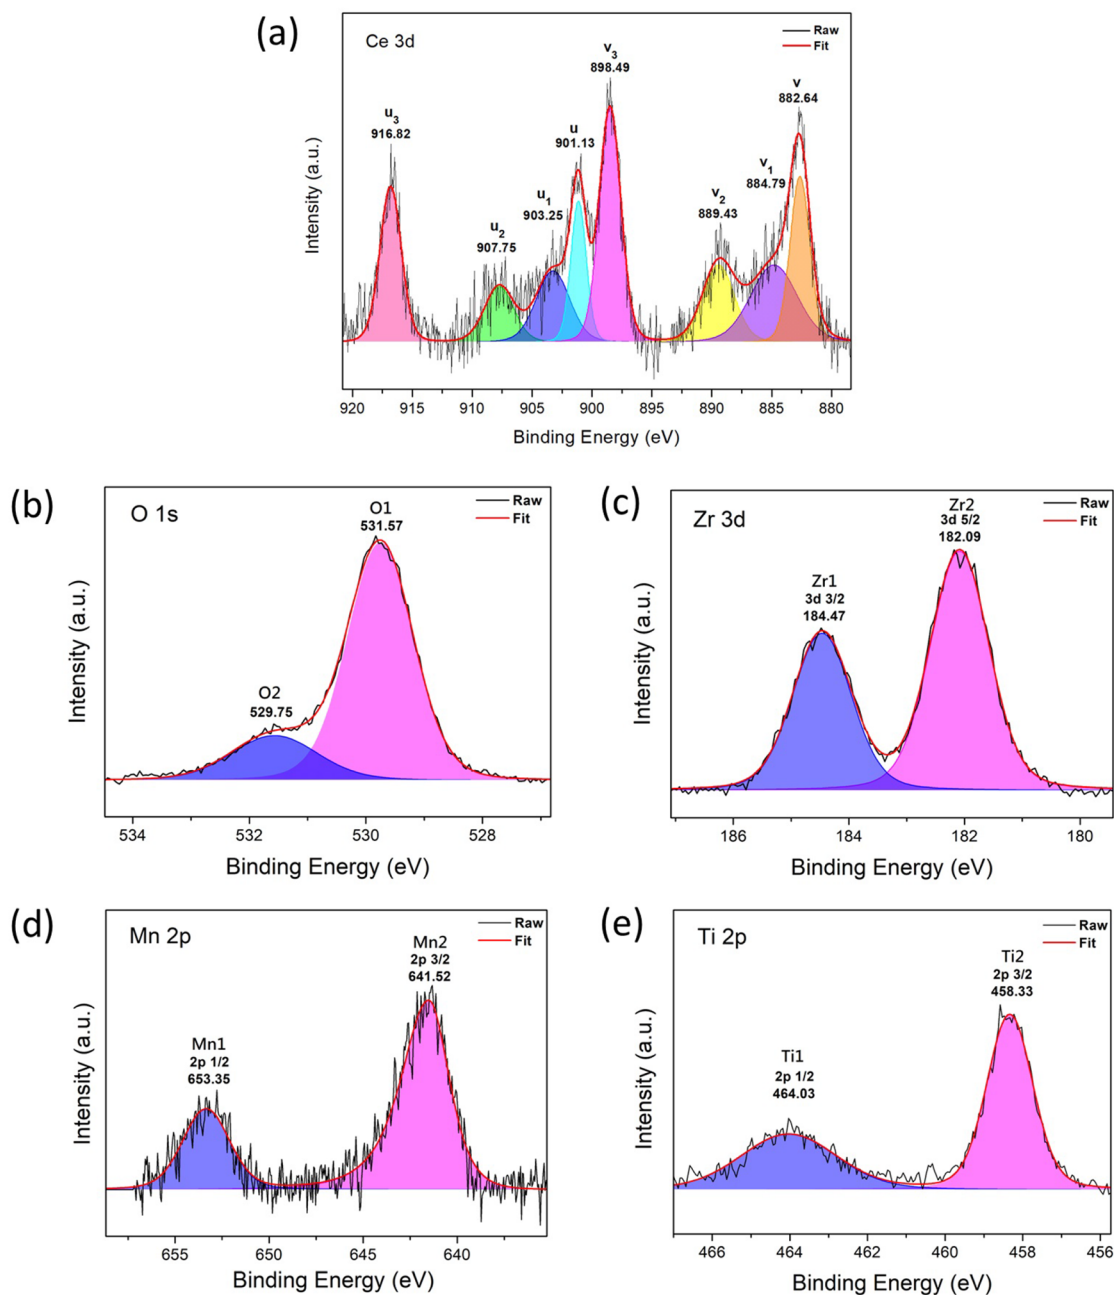 (a)
Ce 3d
Raw
Fit
u3
916.82
u2
907.75
u1
903.25
u
901.13
v3
898.49
v2
889.43
v1
884.79
v
882.64
Intensity (a.u.)
920 915 910 905 900 895 890 885 880
Binding Energy (eV)
(b)
O 1s
Raw
Fit
O1
531.57
O2
529.75
Intensity (a.u.)
534 532 530 528
Binding Energy (eV)
(c)
Zr 3d
Raw
Fit
Zr1
3d 3/2
184.47
Zr2
3d 5/2
182.09
Intensity (a.u.)
186 184 182 180
Binding Energy (eV)
(d)
Mn 2p
Raw
Fit
Mn1
2p 1/2
653.35
Mn2
2p 3/2
641.52
Intensity (a.u.)
655 650 645 640
Binding Energy (eV)
(e)
Ti 2p
Raw
Fit
Ti1
2p 1/2
464.03
Ti2
2p 3/2
458.33
Intensity (a.u.)
466 464 462 460 458 456
Binding Energy (eV)